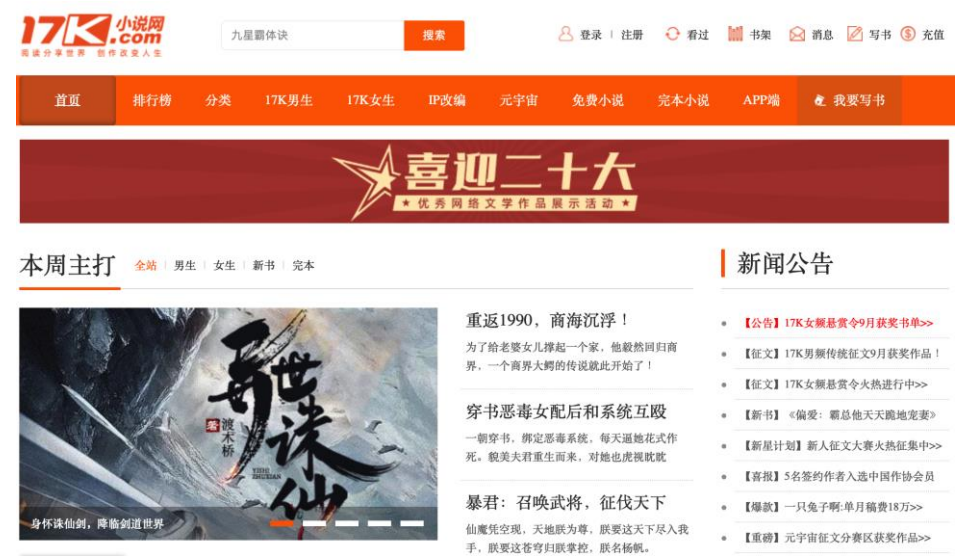 17K小说网
.com
阅读分享世界 创作改变人生
九星霸体诀
搜索
登录 | 注册 看过 书架 消息 写书 充值
首页 排行榜 分类 17K男生 17K女生 IP改编 元宇宙 免费小说 完本小说 APP端 我要写书
喜迎二十大
优秀网络文学作品展示活动
本周主打 全站 | 男生 | 女生 | 新书 | 完本
异世诛仙
渡木桥 著
YISHI
ZHUXIAN
身怀诛仙剑，降临剑道世界
重返1990，商海沉浮！
为了给老婆女儿撑起一个家，他毅然回归商
界，一个商界大鳄的传说就此开始了！
穿书恶毒女配后和系统互殴
一朝穿书，绑定恶毒系统，每天逼她花式作
死。貌美夫君重生而来，对她也虎视眈眈
暴君：召唤武将，征伐天下
仙魔凭空现，天地朕为尊，朕要这天下尽入我
手，朕要这苍穹归朕掌控，朕名杨帆。
新闻公告
【公告】17K女频悬赏令9月获奖书单>>
【征文】17K男频传统征文9月获奖作品！
【征文】17K女频悬赏令火热进行中>>
【新书】《偏爱：霸总他天天跪地宠妻》
【新星计划】新人征文大赛火热征集中>>
【喜报】5名签约作者入选中国作协会员
【爆款】一只兔子啊:单月稿费18万>>
【重磅】元宇宙征文分赛区获奖作品>>